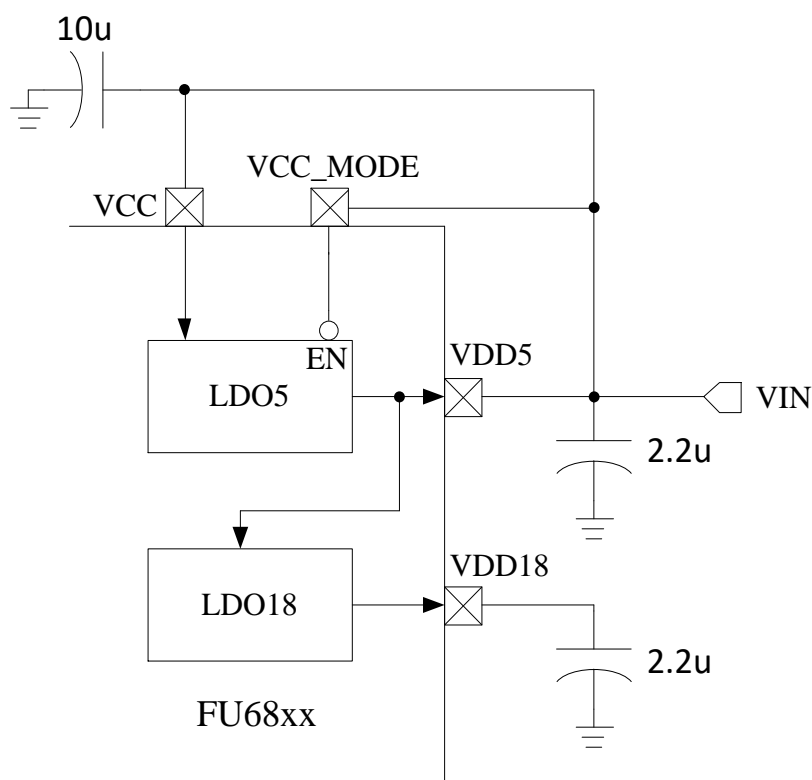 10u
VCC_MODE
VCC
EN
VDD5
LDO5
VIN
2.2u
VDD18
LDO18
2.2u
FU68xx